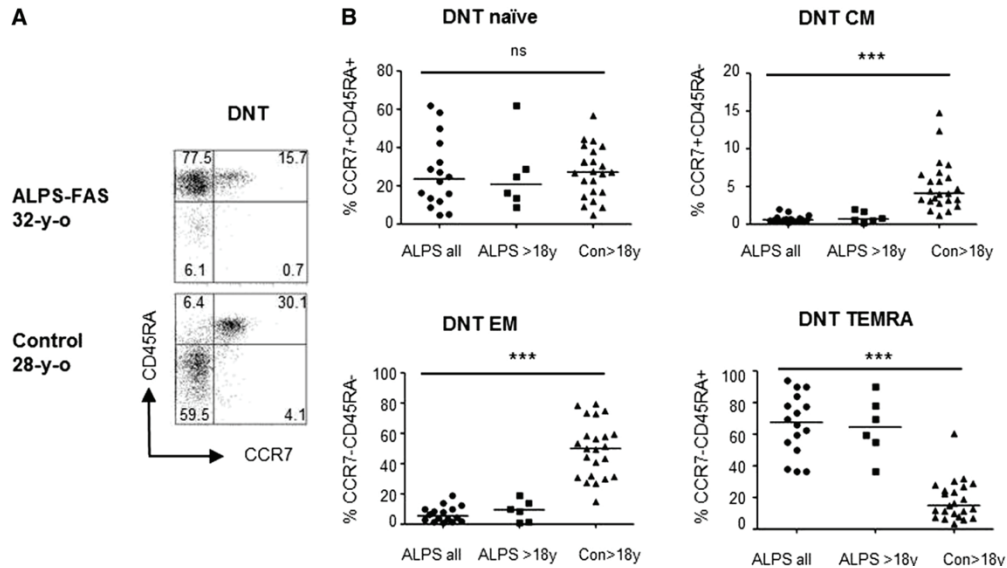 A
DNT
ALPS-FAS
32-y-o
77.5 15.7
6.1 0.7
Control
28-y-o
6.4 30.1
59.5 4.1
CD45RA
CCR7
B
DNT naïve
ns
% CCR7+CD45RA+
80
60
40
20
0
ALPS all ALPS >18y Con>18y
DNT CM
***
% CCR7+CD45RA-
20
15
10
5
0
ALPS all ALPS >18y Con>18y
DNT EM
***
% CCR7-CD45RA-
100
80
60
40
20
0
ALPS all ALPS >18y Con>18y
DNT TEMRA
***
% CCR7-CD45RA+
100
80
60
40
20
0
ALPS all ALPS >18y Con>18y